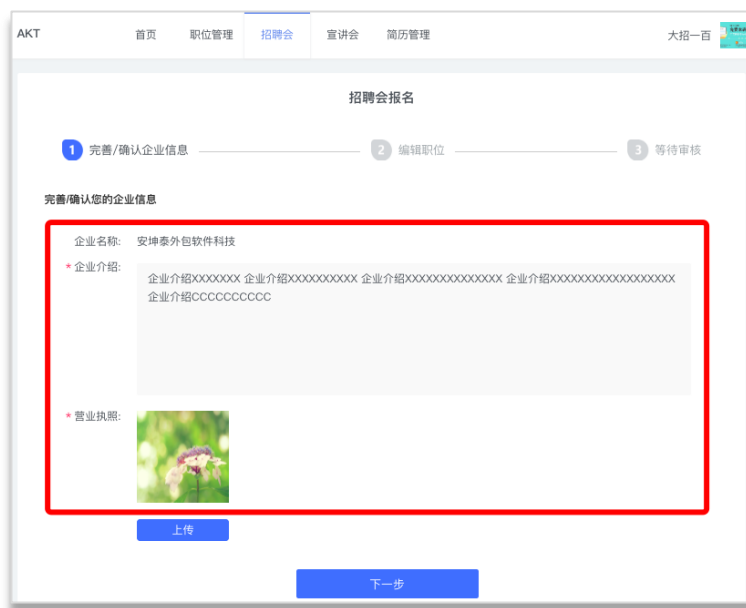 AKT 首页 职位管理 招聘会 宣讲会 简历管理 大招一百
招聘会报名
1 完善/确认企业信息 2 编辑职位 3 等待审核
完善/确认您的企业信息
企业名称: 安坤泰外包软件科技
* 企业介绍:
企业介绍XXXXXXX 企业介绍XXXXXXXXXX 企业介绍XXXXXXXXXXXXXX 企业介绍XXXXXXXXXXXXXXXXXX
企业介绍CCCCCCCCCC
* 营业执照:
上传
下一步